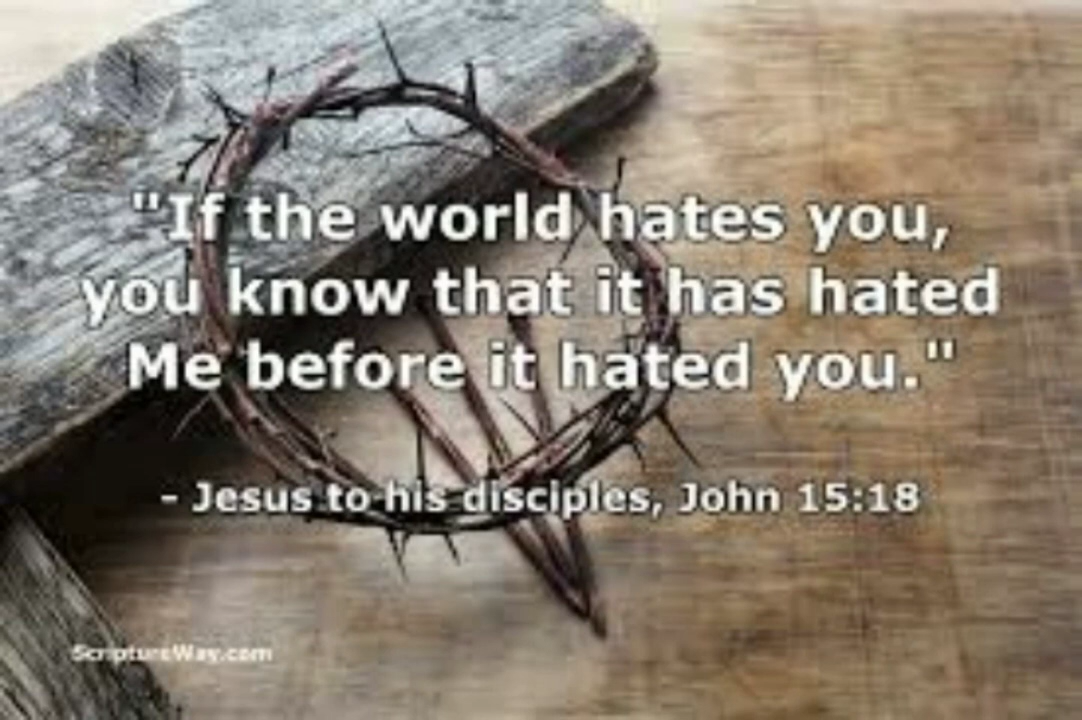 "If the world hates you,
you know that it has hated
Me before it hated you."
- Jesus to his disciples, John 15:18
ScriptureWay.com